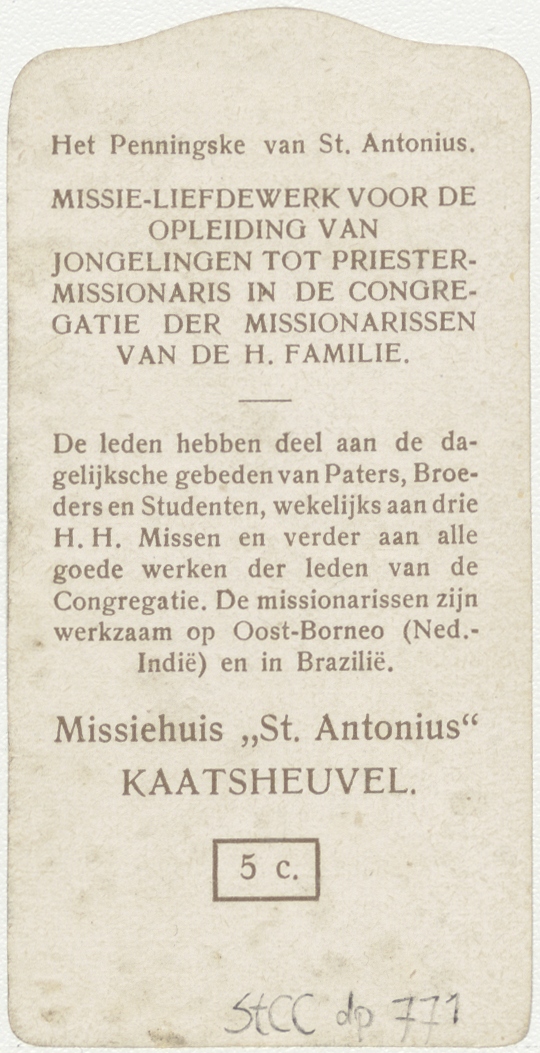 Het Penningske van St. Antonius.
MISSIE-LIEFDEWERK VOOR DE
OPLEIDING VAN
JONGELINGEN TOT PRIESTER-
MISSIONARIS IN DE CONGRE-
GATIE DER MISSIONARISSEN
VAN DE H. FAMILIE.
De leden hebben deel aan de da-
gelijksche gebeden van Paters, Broe-
ders en Studenten, wekelijks aan drie
H. H. Missen en verder aan alle
goede werken der leden van de
Congregatie. De missionarissen zijn
werkzaam op Oost-Borneo (Ned.-
Indië) en in Brazilië.
Missiehuis „St. Antonius“
KAATSHEUVEL.
5 c.
StCC dp 771